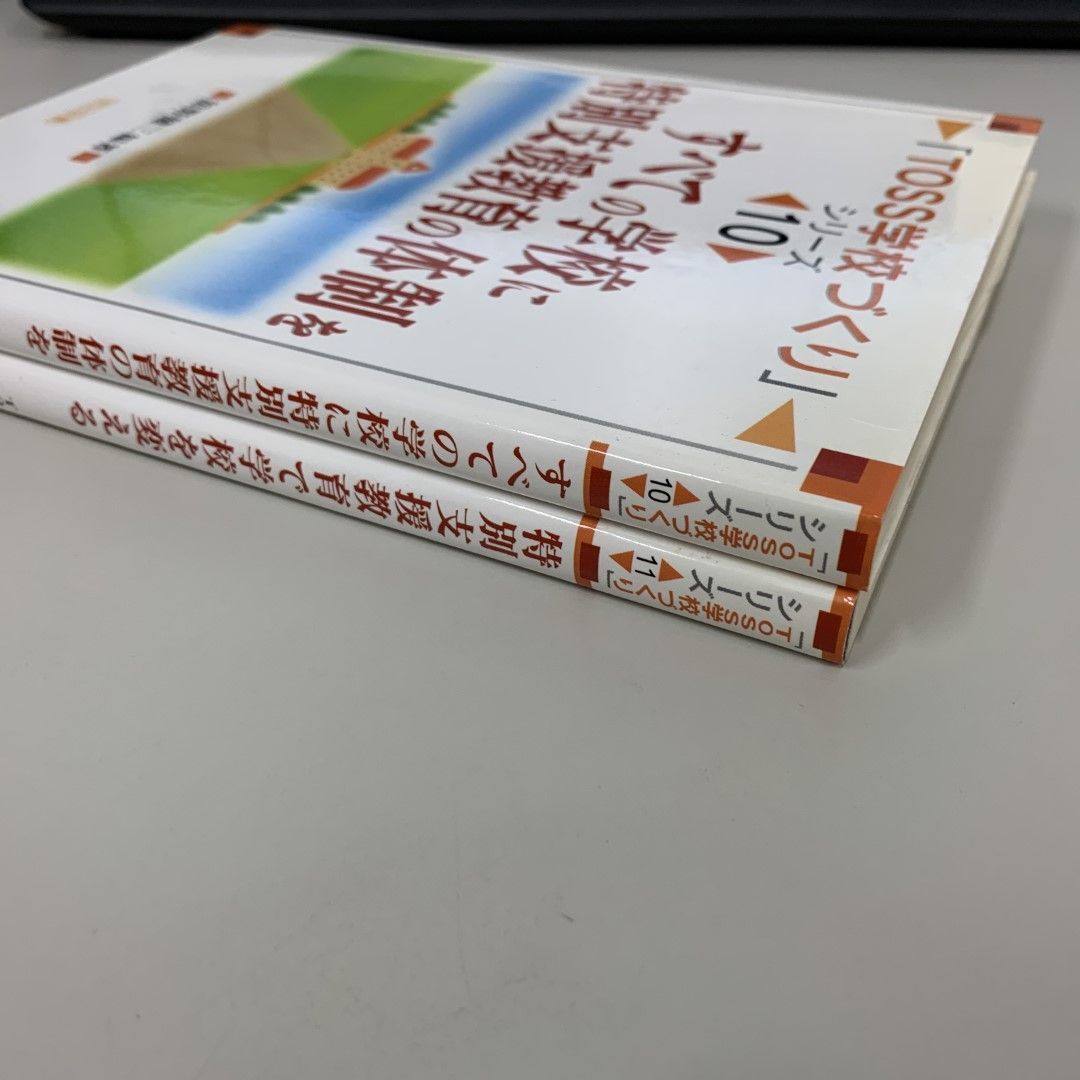 「TOSS学校づくり」
シリーズ
10
すべての学校に
特別支援教育の体制を
「TOSS学校づくり」
シリーズ
10
すべての学校に特別支援教育の体制を
「TOSS学校づくり」
シリーズ
11
特別支援教育で学校を変える